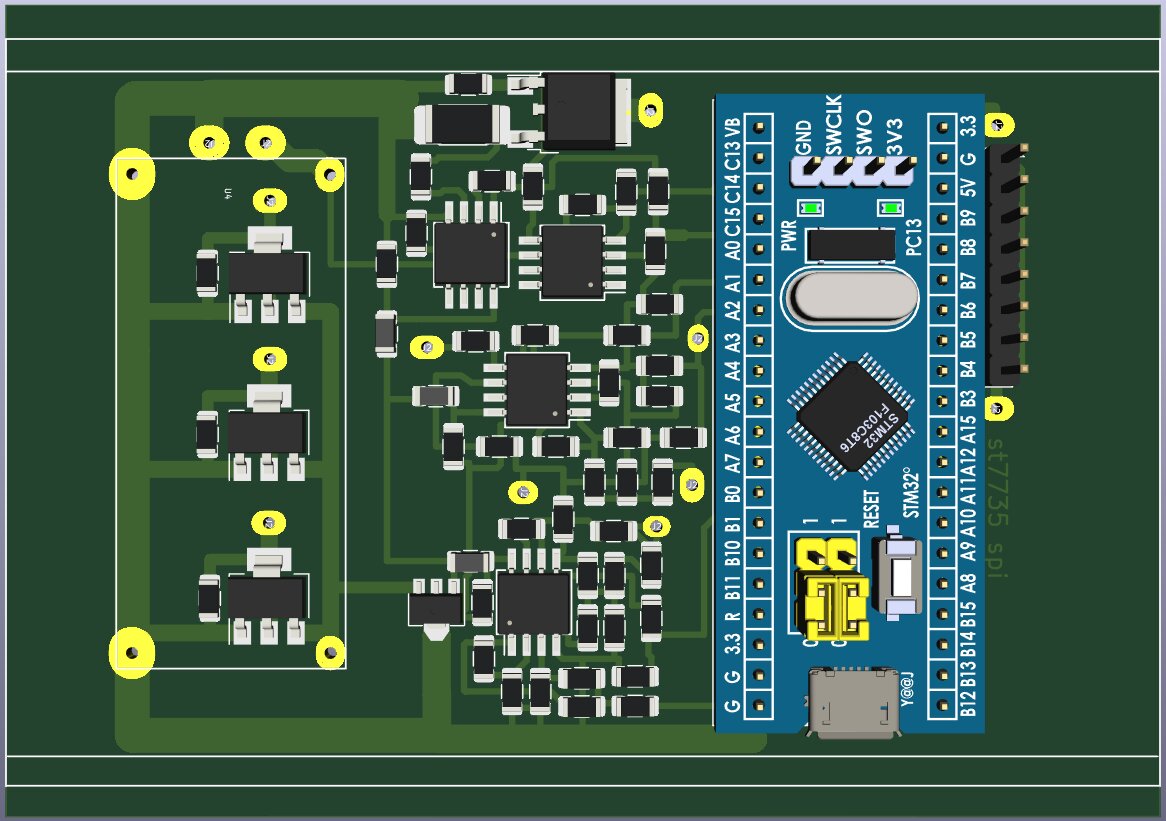 U4
VB
C13
C14
C15
A0
A1
A2
A3
A4
A5
A6
A7
B0
B1
B10
B11
R
3.3
G
G
GND
SWCLK
SWO
3V3
PWR
PC13
STM32
F-103C8T6
STM32°
RESET
1
1
0
0
Y@@J
3.3
G
5V
B9
B8
B7
B6
B5
B4
B3
A15
A12
A11
A10
A9
A8
B15
B14
B13
B12
st7735 spi